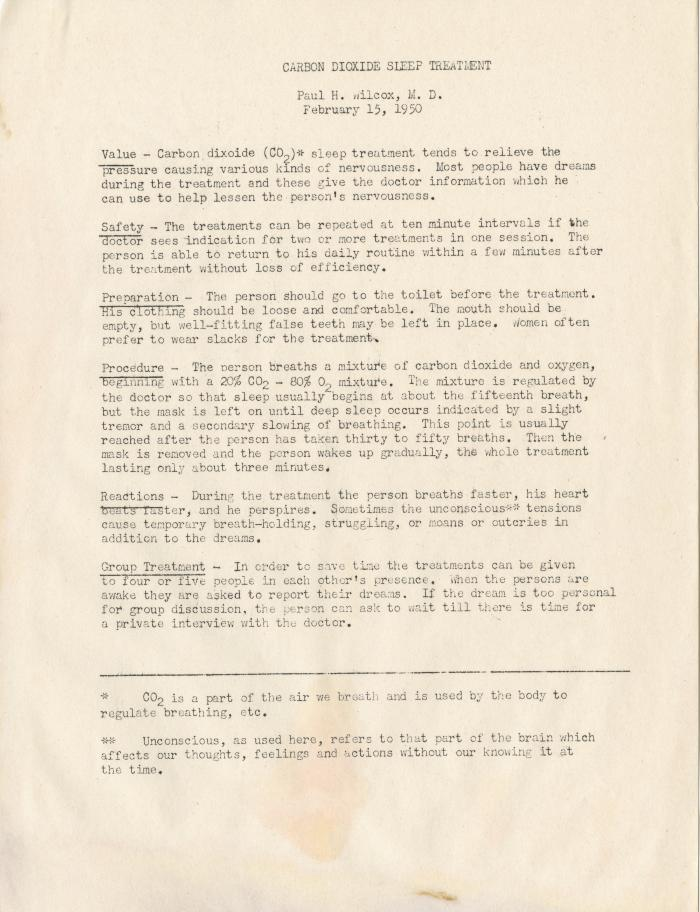 CARBON DIOXIDE SLEEP TREATMENT
Paul H. Wilcox, M. D.
February 15, 1950
Value - Carbon dixoide (CO2)* sleep treatment tends to relieve the
pressure causing various kinds of nervousness. Most people have dreams
during the treatment and these give the doctor information which he
can use to help lessen the person's nervousness.
Safety - The treatments can be repeated at ten minute intervals if the
doctor sees indication for two or more treatments in one session. The
person is able to return to his daily routine within a few minutes after
the treatment without loss of efficiency.
Preparation - The person should go to the toilet before the treatment.
His clothing should be loose and comfortable. The mouth should be
empty, but well-fitting false teeth may be left in place. Women often
prefer to wear slacks for the treatment.
Procedure - The person breaths a mixture of carbon dioxide and oxygen,
beginning with a 20% CO2 - 80% O2 mixture. The mixture is regulated by
the doctor so that sleep usually begins at about the fifteenth breath,
but the mask is left on until deep sleep occurs indicated by a slight
tremor and a secondary slowing of breathing. This point is usually
reached after the person has taken thirty to fifty breaths. Then the
mask is removed and the person wakes up gradually, the whole treatment
lasting only about three minutes.
Reactions - During the treatment the person breaths faster, his heart
beats faster, and he perspires. Sometimes the unconscious** tensions
cause temporary breath-holding, struggling, or moans or outcries in
addition to the dreams.
Group Treatment - In order to save time the treatments can be given
to four or five people in each other's presence. When the persons are
awake they are asked to report their dreams. If the dream is too personal
for group discussion, the person can ask to wait till there is time for
a private interview with the doctor.
* CO2 is a part of the air we breath and is used by the body to
regulate breathing, etc.
** Unconscious, as used here, refers to that part of the brain which
affects our thoughts, feelings and actions without our knowing it at
the time.